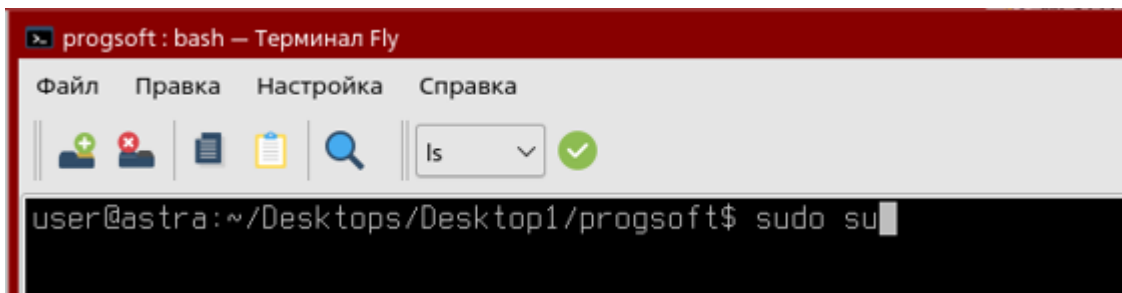 progsoft : bash — Терминал Fly
Файл Правка Настройка Справка
ls
user@astra:~/Desktops/Desktop1/progsoft$ sudo su